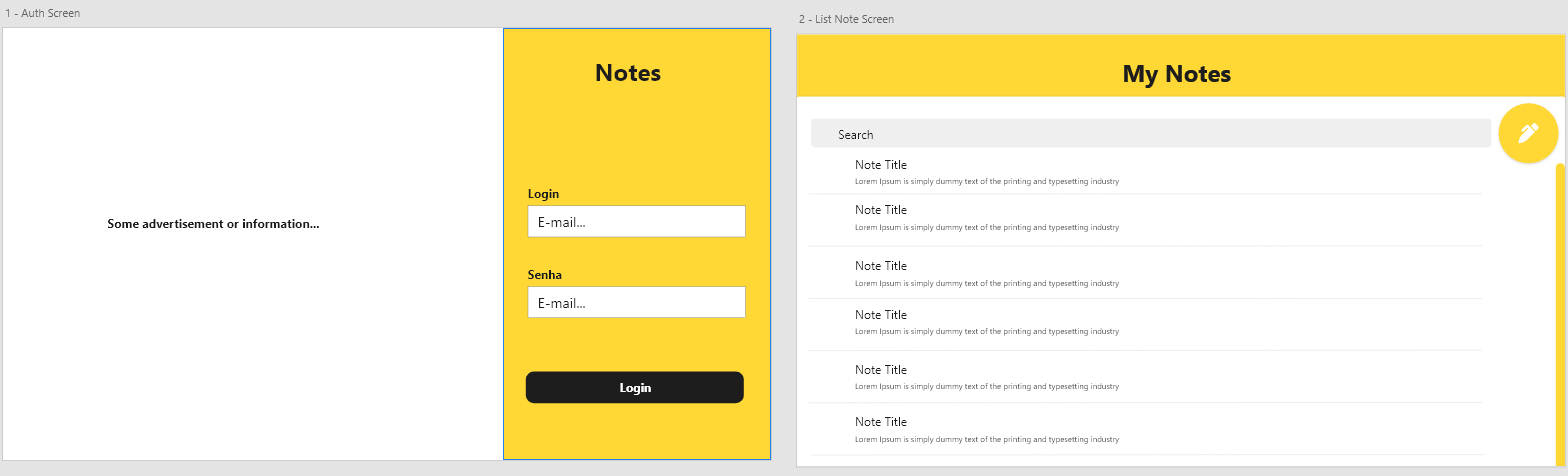 1 - Auth Screen
Notes
Some advertisement or information...
Login
E-mail...
Senha
E-mail...
Login
2 - List Note Screen
My Notes
Search
Note Title
Lorem Ipsum is simply dummy text of the printing and typesetting industry
Note Title
Lorem Ipsum is simply dummy text of the printing and typesetting industry
Note Title
Lorem Ipsum is simply dummy text of the printing and typesetting industry
Note Title
Lorem Ipsum is simply dummy text of the printing and typesetting industry
Note Title
Lorem Ipsum is simply dummy text of the printing and typesetting industry
Note Title
Lorem Ipsum is simply dummy text of the printing and typesetting industry